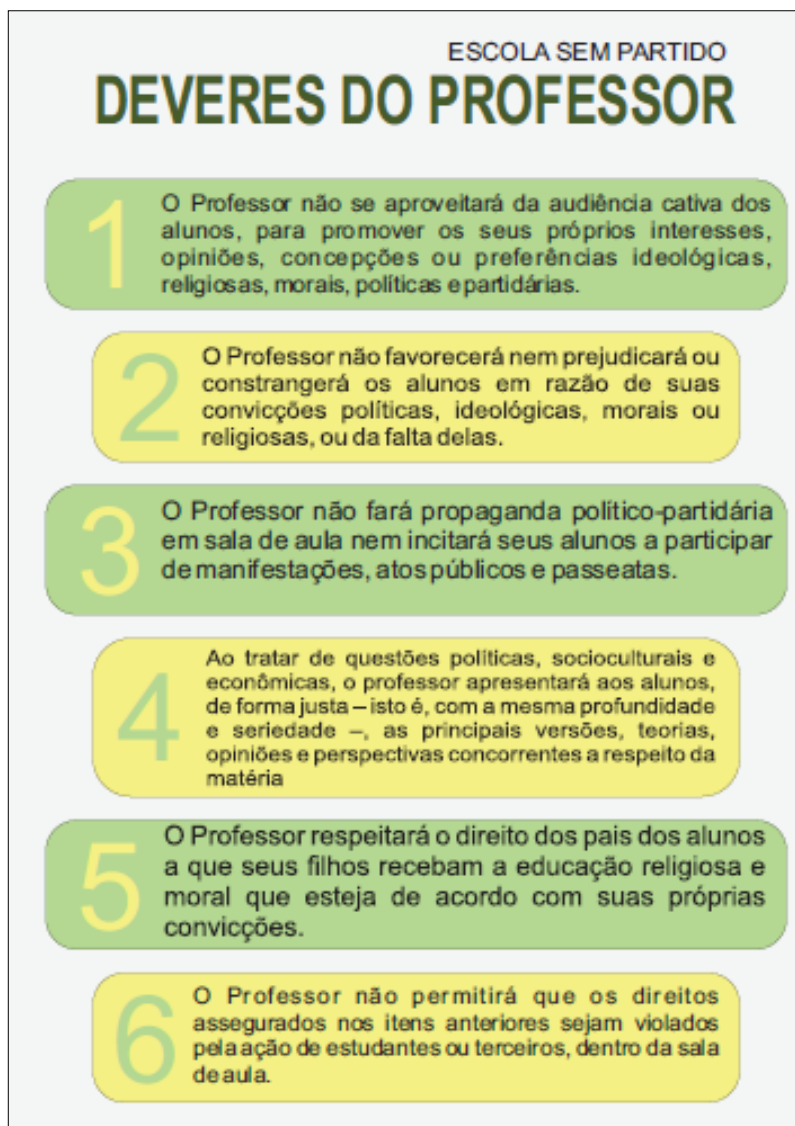 ESCOLA SEM PARTIDO
DEVERES DO PROFESSOR
1
O Professor não se aproveitará da audiência cativa dos
alunos, para promover os seus próprios interesses,
opiniões, concepções ou preferências ideológicas,
religiosas, morais, políticas e partidárias.
2
O Professor não favorecerá nem prejudicará ou
constrangerá os alunos em razão de suas
convicções políticas, ideológicas, morais ou
religiosas, ou da falta delas.
3
O Professor não fará propaganda político-partidária
em sala de aula nem incitará seus alunos a participar
de manifestações, atos públicos e passeatas.
4
Ao tratar de questões políticas, socioculturais e
econômicas, o professor apresentará aos alunos,
de forma justa – isto é, com a mesma profundidade
e seriedade –, as principais versões, teorias,
opiniões e perspectivas concorrentes a respeito da
matéria
5
O Professor respeitará o direito dos pais dos alunos
a que seus filhos recebam a educação religiosa e
moral que esteja de acordo com suas próprias
convicções.
6
O Professor não permitirá que os direitos
assegurados nos itens anteriores sejam violados
pela ação de estudantes ou terceiros, dentro da sala
de aula.